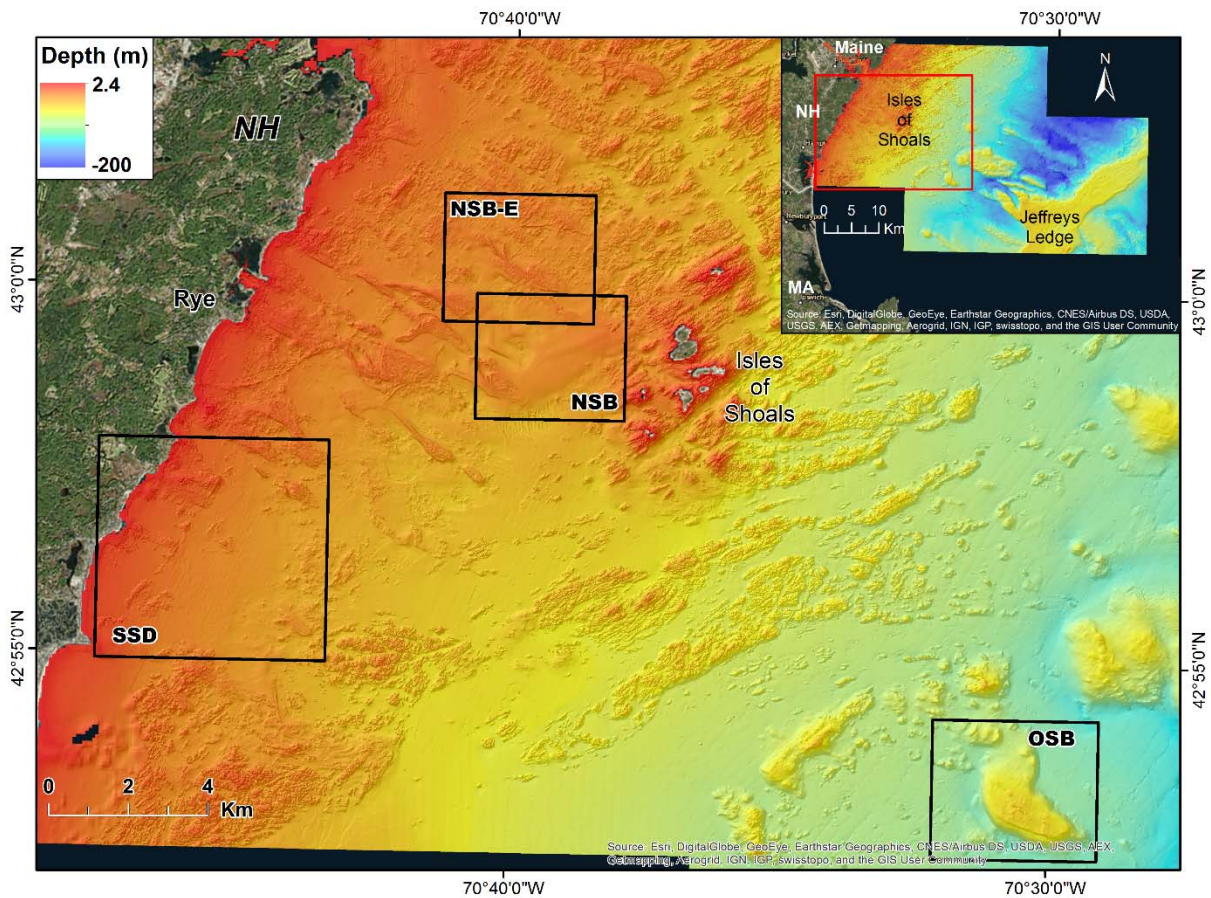 70°40'0"W
70°30'0"W
Depth (m)
2.4
-200
NH
Maine
N
NH
Isles
of
Shoals
0 5 10
Km
Jeffreys
Ledge
MA
Source: Esri, DigitalGlobe, GeoEye, Earthstar Geographics, CNES/Airbus DS, USDA,
USGS, AEX, Getmapping, Aerogrid, IGN, IGP, swisstopo, and the GIS User Community
NSB-E
43°0'0"N
43°0'0"N
Rye
NSB
Isles
of
Shoals
SSD
42°55'0"N
42°55'0"N
OSB
0 2 4
Km
Source: Esri, DigitalGlobe, GeoEye, Earthstar Geographics, CNES/Airbus DS, USDA, USGS, AEX,
Getmapping, Aerogrid, IGN, IGP, swisstopo, and the GIS User Community
70°40'0"W
70°30'0"W